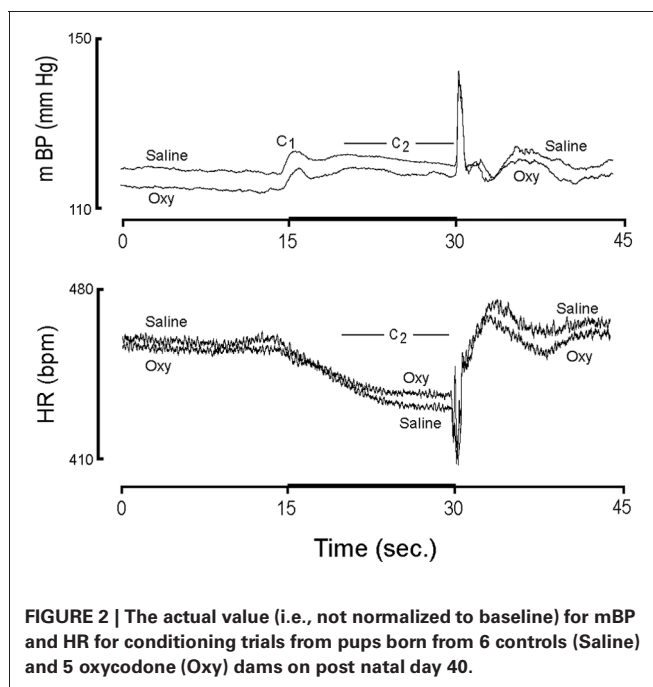 150
m BP (mm Hg)
C1
C2
Saline
Saline
Oxy
Oxy
110
0 15 30 45
480
Saline
C2
Saline
Oxy
Oxy
Oxy
HR (bpm)
Saline
410
0 15 30 45
Time (sec.)
FIGURE 2 | The actual value (i.e., not normalized to baseline) for mBP
and HR for conditioning trials from pups born from 6 controls (Saline)
and 5 oxycodone (Oxy) dams on post natal day 40.